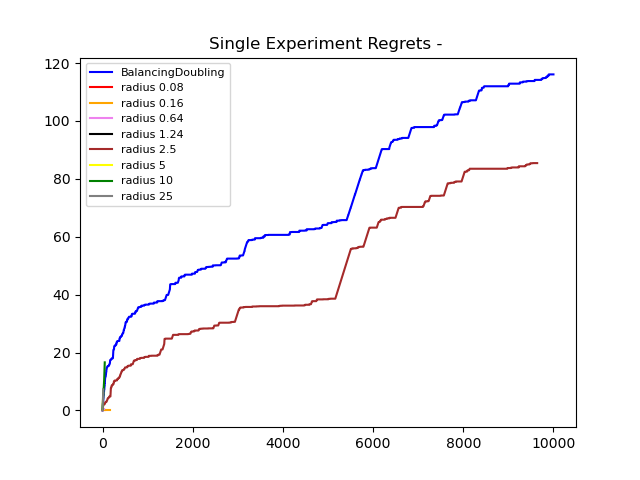 Single Experiment Regrets -
120
100
80
60
40
20
0
BalancingDoubling
radius 0.08
radius 0.16
radius 0.64
radius 1.24
radius 2.5
radius 5
radius 10
radius 25
0 2000 4000 6000 8000 10000